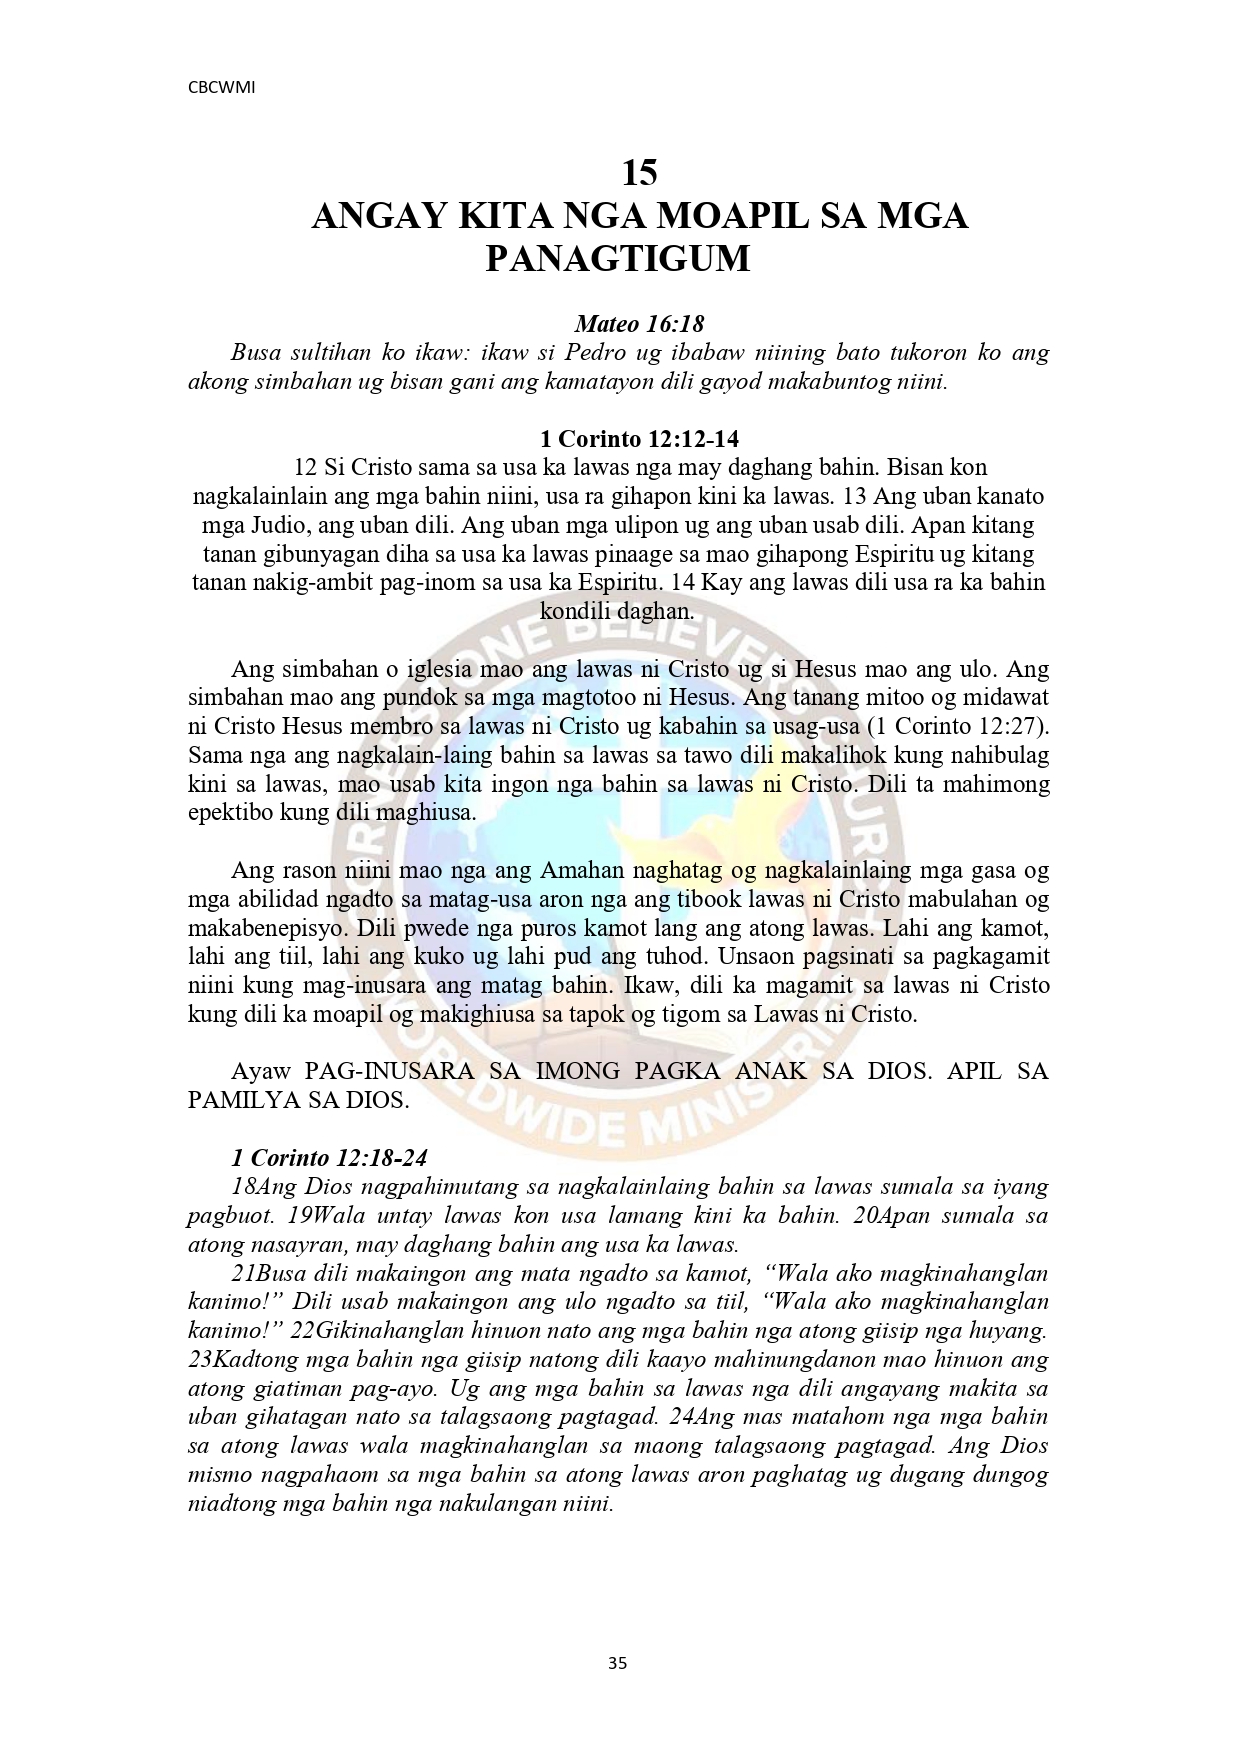 CBCWMI
15
ANGAY KITA NGA MOAPIL SA MGA
PANAGTIGUM
Mateo 16:18
Busa sultihan ko ikaw: ikaw si Pedro ug ibabaw niining bato tukoron ko ang
akong simbahan ug bisan gani ang kamatayon dili gayod makabuntog niini.
1 Corinto 12:12-14
12 Si Cristo sama sa usa ka lawas nga may daghang bahin. Bisan kon
nagkalainlain ang mga bahin niini, usa ra gihapon kini ka lawas. 13 Ang uban kanato
mga Judio, ang uban dili. Ang uban mga ulipon ug ang uban usab dili. Apan kitang
tanan gibunyagan diha sa usa ka lawas pinaage sa mao gihapong Espiritu ug kitang
tanan nakig-ambit pag-inom sa usa ka Espiritu. 14 Kay ang lawas dili usa ra ka bahin
kondili daghan.
Ang simbahan o iglesia mao ang lawas ni Cristo ug si Hesus mao ang ulo. Ang
simbahan mao ang pundok sa mga magtotoo ni Hesus. Ang tanang mitoo og midawat
ni Cristo Hesus membro sa lawas ni Cristo ug kabahin sa usag-usa (1 Corinto 12:27).
Sama nga ang nagkalain-laing bahin sa lawas sa tawo dili makalihok kung nahibulag
kini sa lawas, mao usab kita ingon nga bahin sa lawas ni Cristo. Dili ta mahimong
epektibo kung dili maghiusa.
Ang rason niini mao nga ang Amahan naghatag og nagkalainlaing mga gasa og
mga abilidad ngadto sa matag-usa aron nga ang tibook lawas ni Cristo mabulahan og
makabenepisyo. Dili pwede nga puros kamot lang ang atong lawas. Lahi ang kamot,
lahi ang tiil, lahi ang kuko ug lahi pud ang tuhod. Unsaon pagsinati sa pagkagamit
niini kung mag-inusara ang matag bahin. Ikaw, dili ka magamit sa lawas ni Cristo
kung dili ka moapil og makighiusa sa tapok og tigom sa Lawas ni Cristo.
Ayaw PAG-INUSARA SA IMONG PAGKA ANAK SA DIOS. APIL SA
PAMILYA SA DIOS.
1 Corinto 12:18-24
18Ang Dios nagpahimutang sa nagkalainlaing bahin sa lawas sumala sa iyang
pagbuot. 19Wala untay lawas kon usa lamang kini ka bahin. 20Apan sumala sa
atong nasayran, may daghang bahin ang usa ka lawas.
21Busa dili makaingon ang mata ngadto sa kamot, “Wala ako magkinahanglan
kanimo!” Dili usab makaingon ang ulo ngadto sa tiil, “Wala ako magkinahanglan
kanimo!” 22Gikinahanglan hinuon nato ang mga bahin nga atong giisip nga huyang.
23Kadtong mga bahin nga giisip natong dili kaayo mahinungdanon mao hinuon ang
atong giatiman pag-ayo. Ug ang mga bahin sa lawas nga dili angayang makita sa
uban gihatagan nato sa talagsaong pagtagad. 24Ang mas matahom nga mga bahin
sa atong lawas wala magkinahanglan sa maong talagsaong pagtagad. Ang Dios
mismo nagpahaom sa mga bahin sa atong lawas aron paghatag ug dugang dungog
niadtong mga bahin nga nakulangan niini.
CORNERSTONE BELIEVERS CHURCH
WORLDWIDE MINISTRIES
35